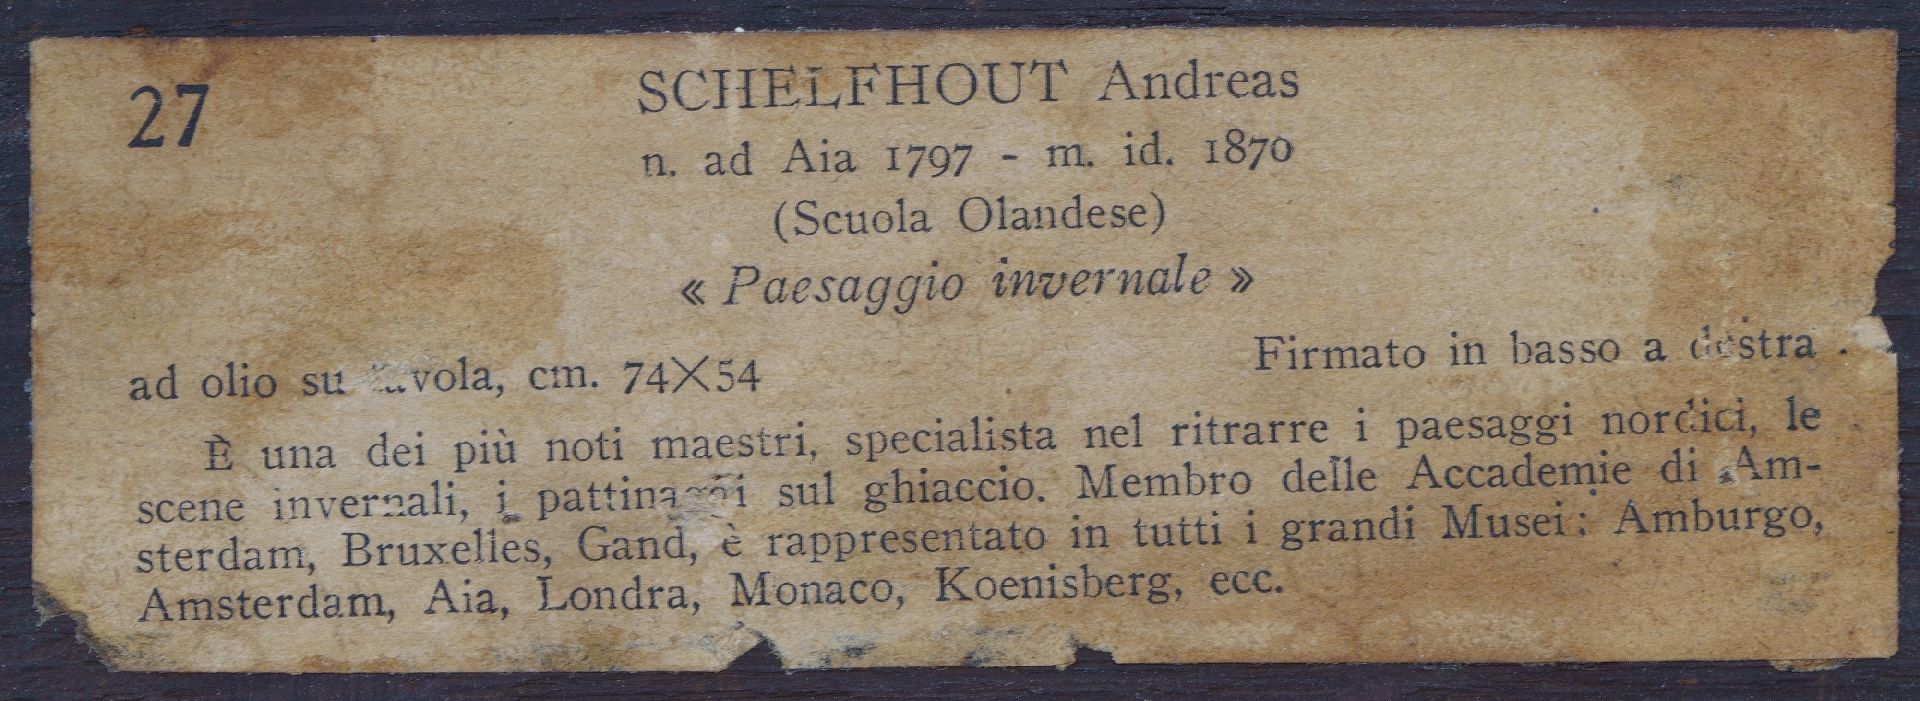 27
SCHELFHOUT Andreas
n. ad Aia 1797 - m. id. 1870
(Scuola Olandese)
« Paesaggio invernale »
ad olio su tavola, cm. 74×54
Firmato in basso a destra.
È una dei più noti maestri, specialista nel ritrarre i paesaggi nordici, le
scene invernali, i pattinaggi sul ghiaccio. Membro delle Accademie di Am-
sterdam, Bruxelles, Gand, è rappresentato in tutti i grandi Musei: Amburgo,
Amsterdam, Aia, Londra, Monaco, Koenisberg, ecc.